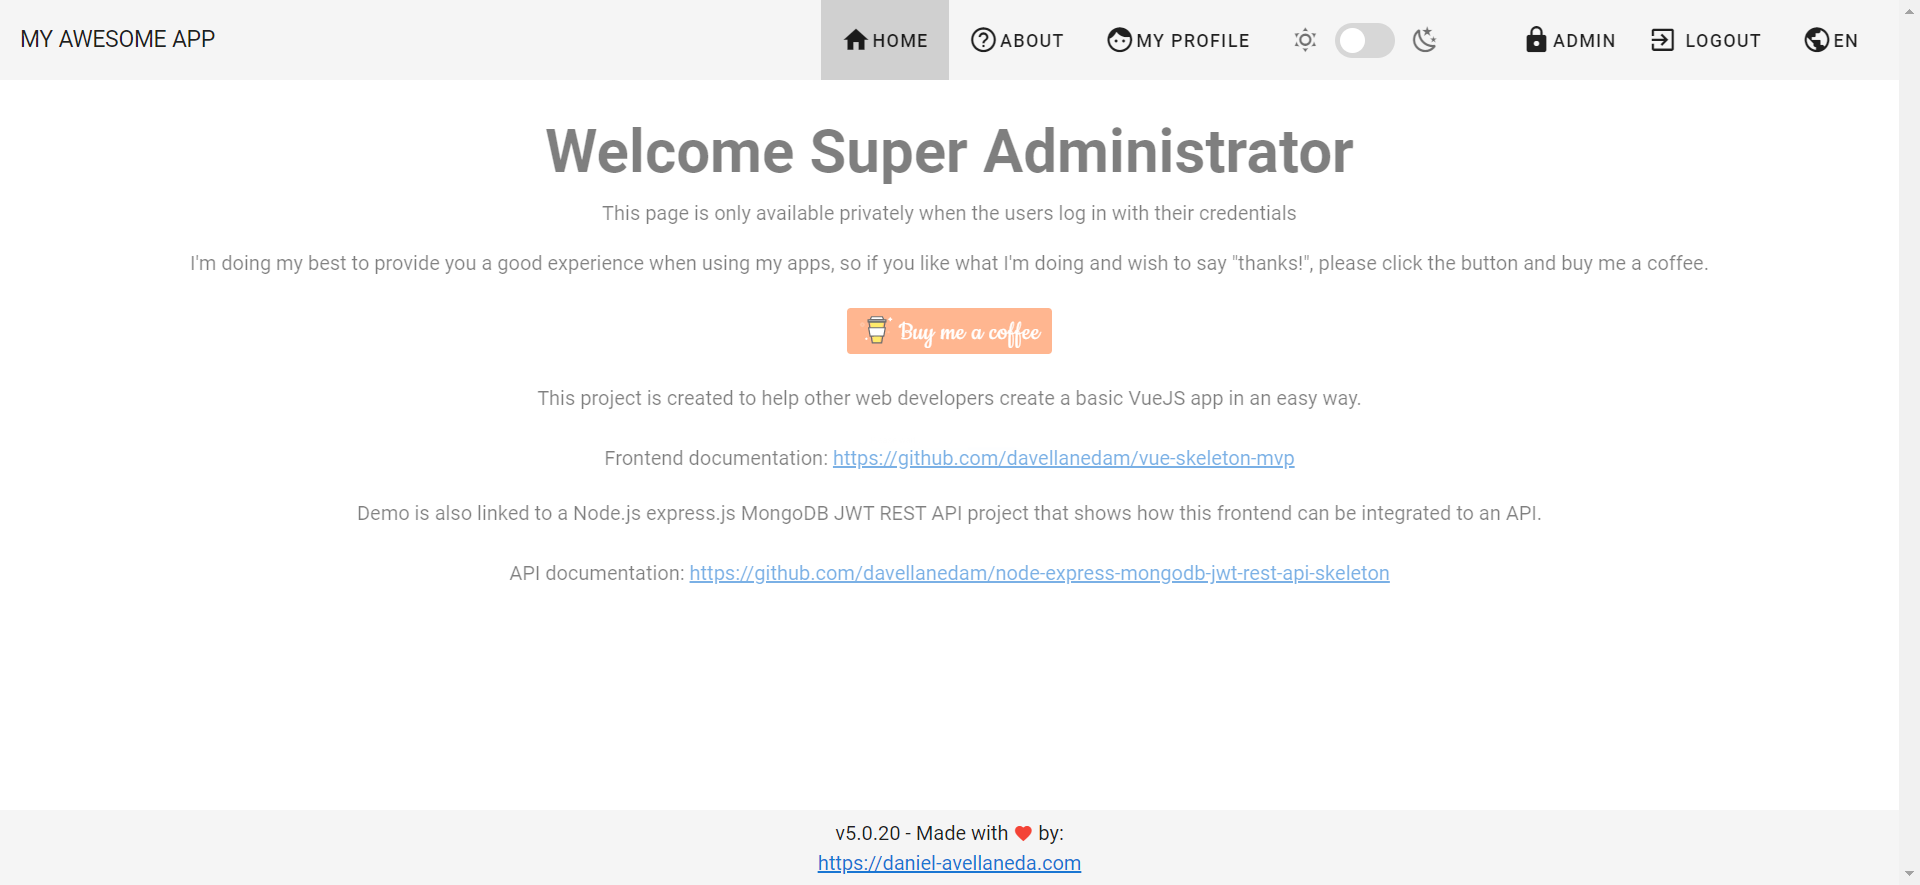 MY AWESOME APP
HOME
ABOUT
MY PROFILE
ADMIN
LOGOUT
EN
Welcome Super Administrator
This page is only available privately when the users log in with their credentials
I'm doing my best to provide you a good experience when using my apps, so if you like what I'm doing and wish to say "thanks!", please click the button and buy me a coffee.
Buy me a coffee
This project is created to help other web developers create a basic VueJS app in an easy way.
Frontend documentation: https://github.com/davellanedam/vue-skeleton-mvp
Demo is also linked to a Node.js express.js MongoDB JWT REST API project that shows how this frontend can be integrated to an API.
API documentation: https://github.com/davellanedam/node-express-mongodb-jwt-rest-api-skeleton
v5.0.20 - Made with ❤ by:
https://daniel-avellaneda.com